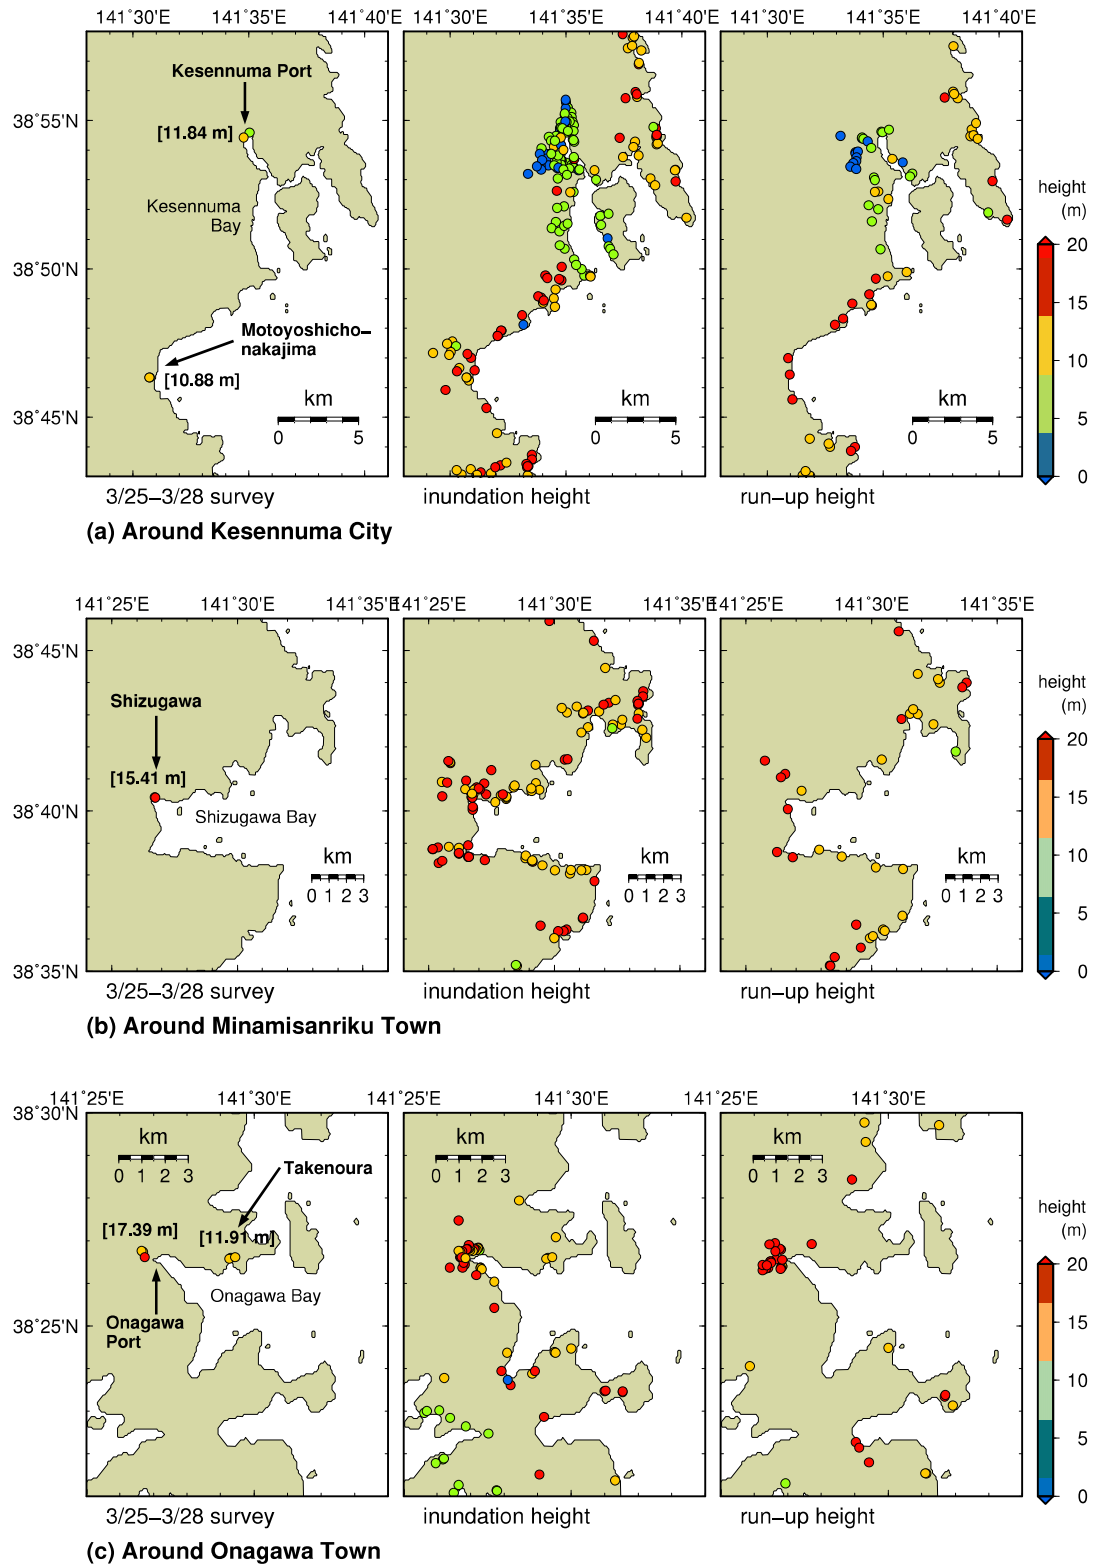 141˚30'E 141˚35'E 141˚40'E 141˚30'E 141˚35'E 141˚40'E 141˚30'E 141˚35'E 141˚40'E
Kesennuma Port
38˚55'N
[11.84 m]
Kesennuma
Bay
38˚50'N
Motoyoshicho–
nakajima
[10.88 m]
38˚45'N
km
0 5
km
0 5
km
0 5
height
(m)
20
15
10
5
0
3/25–3/28 survey inundation height run–up height
(a) Around Kesennuma City
141˚25'E 141˚30'E 141˚35'E 141˚25'E 141˚30'E 141˚35'E 141˚25'E 141˚30'E 141˚35'E
38˚45'N
Shizugawa
[15.41 m]
38˚40'N
Shizugawa Bay
km
0 1 2 3
km
0 1 2 3
km
0 1 2 3
38˚35'N
height
(m)
20
15
10
5
0
3/25–3/28 survey inundation height run–up height
(b) Around Minamisanriku Town
141˚25'E 141˚30'E 141˚25'E 141˚30'E 141˚25'E 141˚30'E
38˚30'N
km
0 1 2 3
km
0 1 2 3
km
0 1 2 3
Takenoura
[17.39 m]
[11.91 m]
Onagawa Bay
Onagawa
Port
38˚25'N
height
(m)
20
15
10
5
0
3/25–3/28 survey inundation height run–up height
(c) Around Onagawa Town